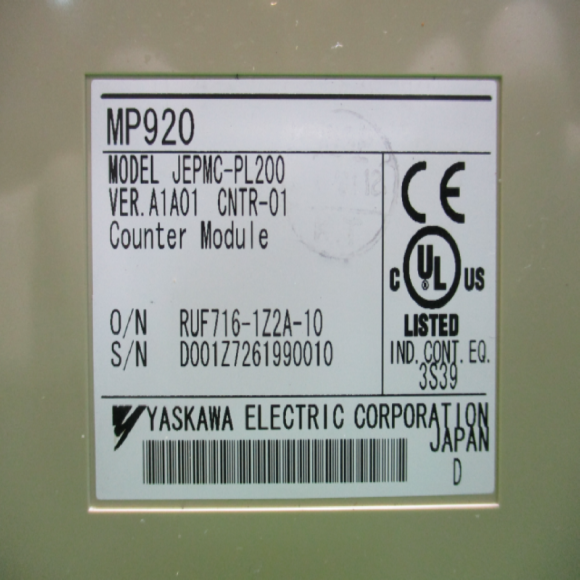 MP920
MODEL JEPMC-PL200
VER.A1A01 CNTR-01
Counter Module
O/N RUF716-1Z2A-10
S/N D001Z7261990010
CE
C UL US
®
LISTED
IND. CONT. EQ.
3S39
YASKAWA ELECTRIC CORPORATION
JAPAN
D